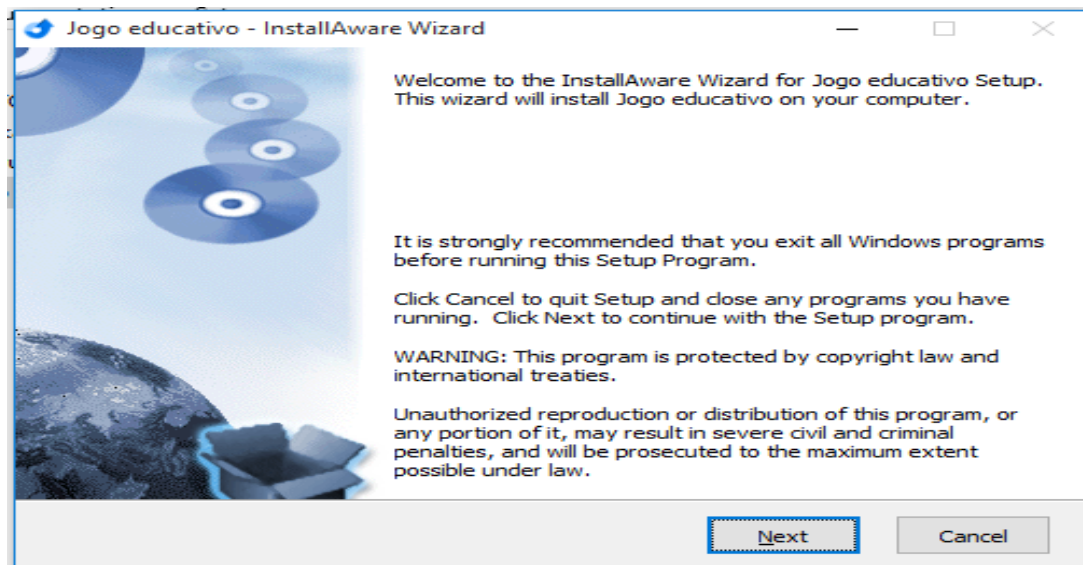 Jogo educativo - InstallAware Wizard
Welcome to the InstallAware Wizard for Jogo educativo Setup.
This wizard will install Jogo educativo on your computer.
It is strongly recommended that you exit all Windows programs
before running this Setup Program.
Click Cancel to quit Setup and close any programs you have
running.  Click Next to continue with the Setup program.
WARNING: This program is protected by copyright law and
international treaties.
Unauthorized reproduction or distribution of this program, or
any portion of it, may result in severe civil and criminal
penalties, and will be prosecuted to the maximum extent
possible under law.
Next
Cancel